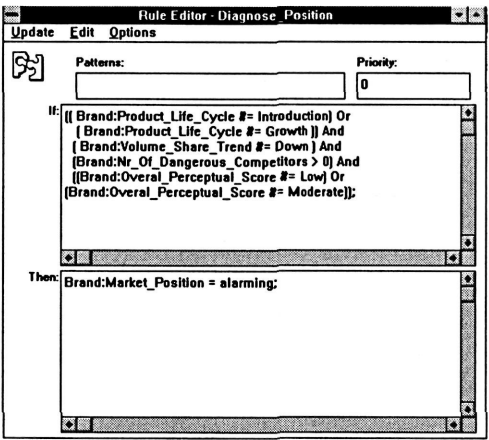 Rule Editor - Diagnose_Position
Update Edit Options
Patterns: Priority:
0
If: (( Brand:Product_Life_Cycle #= Introduction) Or
( Brand:Product_Life_Cycle #= Growth )) And
( Brand:Volume_Share_Trend #= Down ) And
(Brand:Nr_Of_Dangerous_Competitors > 0) And
((Brand:Overal_Perceptual_Score #= Low) Or
(Brand:Overal_Perceptual_Score #= Moderate));
Then: Brand:Market_Position = alarming;